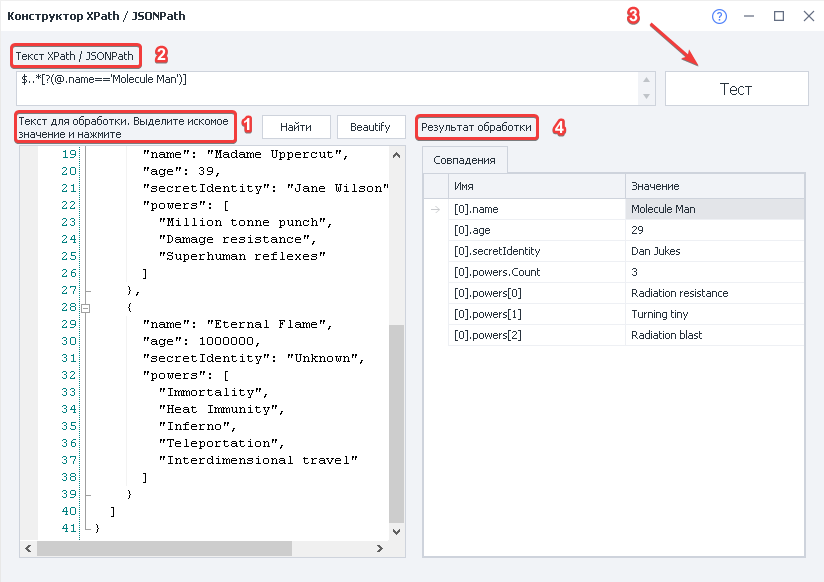 Конструктор XPath / JSONPath
?
3
Текст XPath / JSONPath
2
$..*[?(@.name=='Molecule Man')]
Тест
Текст для обработки. Выделите искомое
значение и нажмите
1
Найти
Beautify
Результат обработки
4
19 "name": "Madame Uppercut",
20 "age": 39,
21 "secretIdentity": "Jane Wilson"
22 "powers": [
23 "Million tonne punch",
24 "Damage resistance",
25 "Superhuman reflexes"
26 ]
27 },
28 {
29 "name": "Eternal Flame",
30 "age": 1000000,
31 "secretIdentity": "Unknown",
32 "powers": [
33 "Immortality",
34 "Heat Immunity",
35 "Inferno",
36 "Teleportation",
37 "Interdimensional travel"
38 ]
39 }
40 ]
41 }
Совпадения
Имя Значение
[0].name Molecule Man
[0].age 29
[0].secretIdentity Dan Jukes
[0].powers.Count 3
[0].powers[0] Radiation resistance
[0].powers[1] Turning tiny
[0].powers[2] Radiation blast